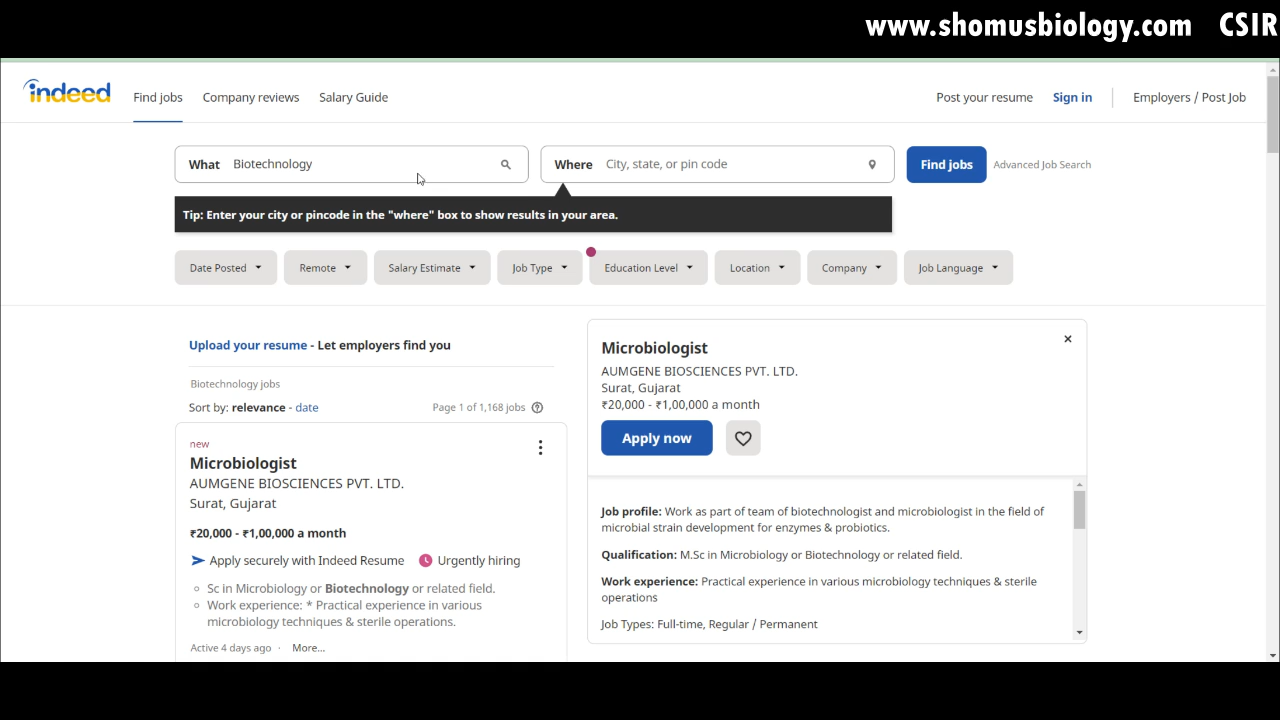 www.shomusbiology.com CSIR
indeed
Find jobs Company reviews Salary Guide
Post your resume Sign in Employers / Post Job
What Biotechnology
Where City, state, or pin code
Find jobs
Advanced Job Search
Tip: Enter your city or pincode in the "where" box to show results in your area.
Date Posted Remote Salary Estimate Job Type Education Level Location Company Job Language
Upload your resume - Let employers find you
Biotechnology jobs
Sort by: relevance - date Page 1 of 1,168 jobs
new
Microbiologist
AUMGENE BIOSCIENCES PVT. LTD.
Surat, Gujarat
₹20,000 - ₹1,00,000 a month
Apply securely with Indeed Resume Urgently hiring
Sc in Microbiology or Biotechnology or related field.
Work experience: * Practical experience in various
microbiology techniques & sterile operations.
Active 4 days ago · More...
Microbiologist
AUMGENE BIOSCIENCES PVT. LTD.
Surat, Gujarat
₹20,000 - ₹1,00,000 a month
Apply now
Job profile: Work as part of team of biotechnologist and microbiologist in the field of
microbial strain development for enzymes & probiotics.
Qualification: M.Sc in Microbiology or Biotechnology or related field.
Work experience: Practical experience in various microbiology techniques & sterile
operations
Job Types: Full-time, Regular / Permanent